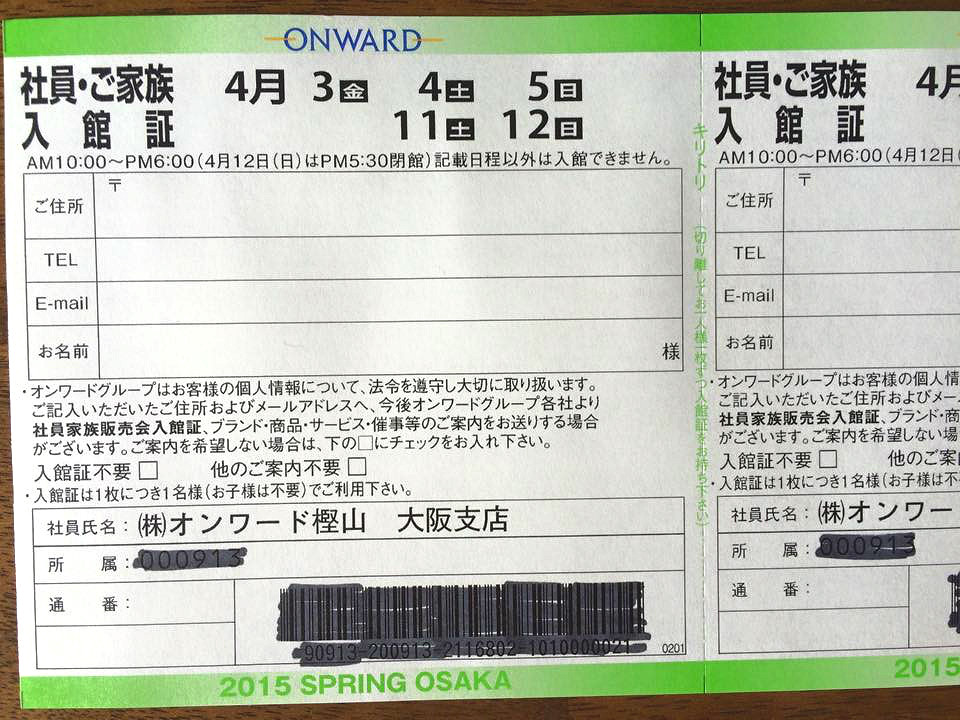 ONWARD
社員・ご家族 4月 3金 4土 5日
入館証 11土 12日
AM10:00～PM6:00(4月12日(日)はPM5:30閉館)記載日程以外は入館できません。
ご住所 〒
TEL
E-mail
お名前 様
・オンワードグループはお客様の個人情報について、法令を遵守し大切に取り扱います。
ご記入いただいたご住所およびメールアドレスへ、今後オンワードグループ各社より
社員家族販売会入館証、ブランド・商品・サービス・催事等のご案内をお送りする場合
がございます。ご案内を希望しない場合は、下の□にチェックをお入れ下さい。
入館証不要 □ 他のご案内不要 □
・入館証は1枚につき1名様(お子様は不要)でご利用下さい。
社員氏名:㈱オンワード樫山 大阪支店
所 属:000913
通 番:
90913-200913-2116802-1010000021 0201
2015 SPRING OSAKA
キリトリ (切り離してお一人様一枚ずつ入館証をお持ち下さい)
社員・ご家族 4月
入館証
AM10:00～PM6:00(4月12日(
ご住所 〒
TEL
E-mail
お名前
・オンワードグループはお客様の個人情
ご記入いただいたご住所およびメール
社員家族販売会入館証、ブランド・商
がございます。ご案内を希望しない場
入館証不要 □ 他のご案
・入館証は1枚につき1名様(お子様は不
社員氏名:㈱オンワー
所 属:000913
通 番:
2015